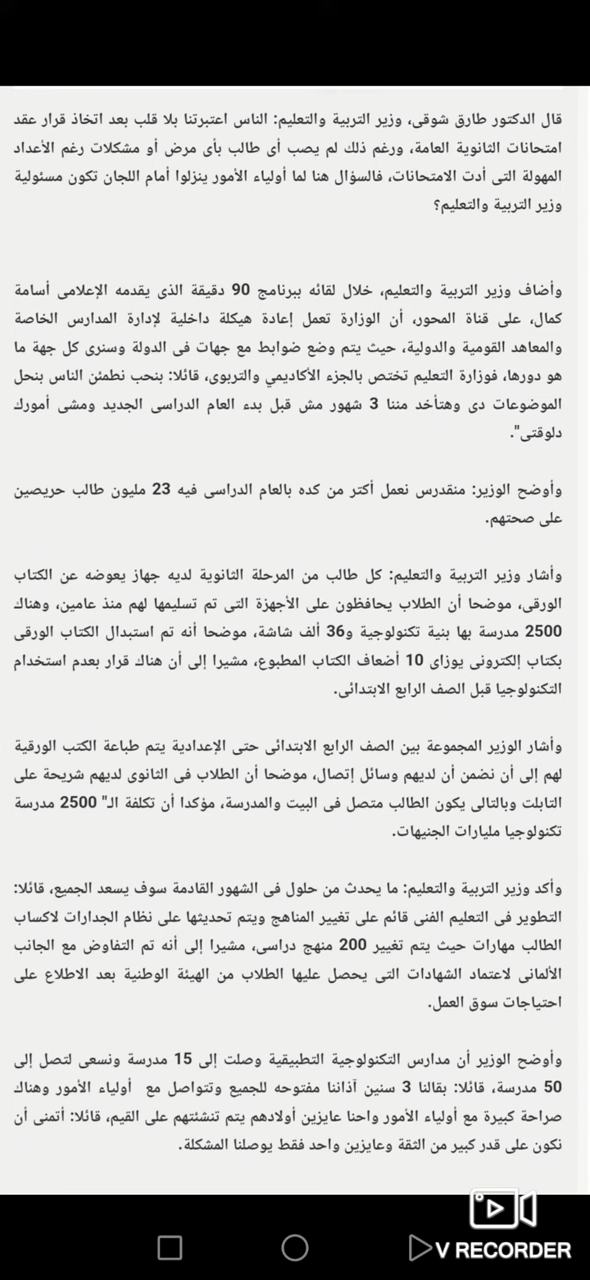 قال الدكتور طارق شوقى، وزير التربية والتعليم: الناس اعتبرتنا بلا قلب بعد اتخاذ قرار عقد
امتحانات الثانوية العامة، ورغم ذلك لم يصب أى طالب بأى مرض أو مشكلات رغم الأعداد
المهولة التى أدت الامتحانات، فالسؤال هنا لما أولياء الأمور ينزلوا أمام اللجان تكون مسئولية
وزير التربية والتعليم؟
وأضاف وزير التربية والتعليم، خلال لقائه ببرنامج 90 دقيقة الذى يقدمه الإعلامى أسامة
كمال، على قناة المحور، أن الوزارة تعمل إعادة هيكلة داخلية لإدارة المدارس الخاصة
والمعاهد القومية والدولية، حيث يتم وضع ضوابط مع جهات فى الدولة وسنرى كل جهة ما
هو دورها، فوزارة التعليم تختص بالجزء الأكاديمي والتربوى، قائلا: بنحب نطمئن الناس بنحل
الموضوعات دى وهتأخد مننا 3 شهور مش قبل بدء العام الدراسى الجديد ومشى أمورك
دلوقتى".
وأوضح الوزير: منقدرس نعمل أكتر من كده بالعام الدراسى فيه 23 مليون طالب حريصين
على صحتهم.
وأشار وزير التربية والتعليم: كل طالب من المرحلة الثانوية لديه جهاز يعوضه عن الكتاب
الورقى، موضحا أن الطلاب يحافظون على الأجهزة التى تم تسليمها لهم منذ عامين، وهناك
2500 مدرسة بها بنية تكنولوجية و36 ألف شاشة، موضحا أنه تم استبدال الكتاب الورقى
بكتاب إلكترونى يوزاى 10 أضعاف الكتاب المطبوع، مشيرا إلى أن هناك قرار بعدم استخدام
التكنولوجيا قبل الصف الرابع الابتدائى.
وأشار الوزير المجموعة بين الصف الرابع الابتدائى حتى الإعدادية يتم طباعة الكتب الورقية
لهم إلى أن نضمن أن لديهم وسائل إتصال، موضحا أن الطلاب فى الثانوى لديهم شريحة على
التابلت وبالتالى يكون الطالب متصل فى البيت والمدرسة، مؤكدا أن تكلفة الـ" 2500 مدرسة
تكنولوجيا مليارات الجنيهات.
وأكد وزير التربية والتعليم: ما يحدث من حلول فى الشهور القادمة سوف يسعد الجميع، قائلا:
التطوير فى التعليم الفنى قائم على تغيير المناهج ويتم تحديثها على نظام الجدارات لاكساب
الطالب مهارات حيث يتم تغيير 200 منهج دراسى، مشيرا إلى أنه تم التفاوض مع الجانب
الألمانى لاعتماد الشهادات التى يحصل عليها الطلاب من الهيئة الوطنية بعد الاطلاع على
احتياجات سوق العمل.
وأوضح الوزير أن مدارس التكنولوجية التطبيقية وصلت إلى 15 مدرسة ونسعى لتصل إلى
50 مدرسة، قائلا: بقالنا 3 سنين آذاننا مفتوحه للجميع وتتواصل مع أولياء الأمور وهناك
صراحة كبيرة مع أولياء الأمور واحنا عايزين أولادهم يتم تنشئتهم على القيم، قائلا: أتمنى أن
نكون على قدر كبير من الثقة وعايزين واحد فقط يوصلنا المشكلة.
V RECORDER